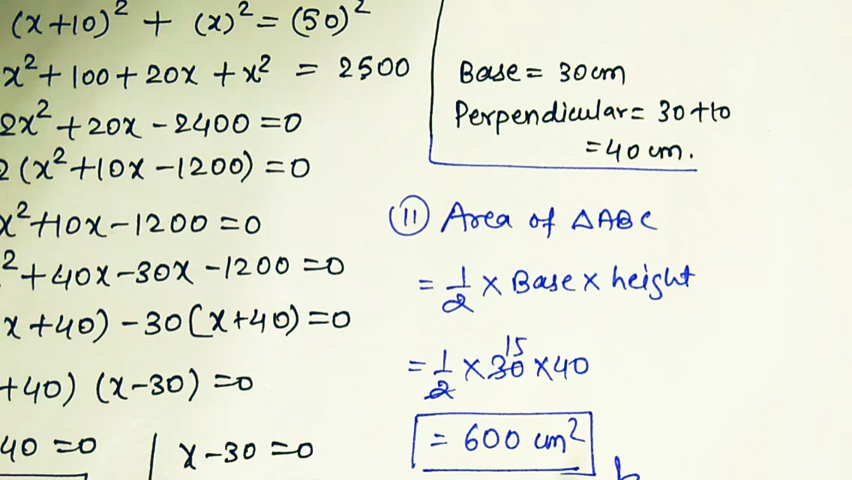 (x+10)² + (x)² = (50)²
x² + 100 + 20x + x² = 2500
2x² + 20x - 2400 = 0
2(x² + 10x - 1200) = 0
x² + 10x - 1200 = 0
² + 40x - 30x - 1200 = 0
x + 40) - 30(x + 40) = 0
+40) (x - 30) = 0
40 = 0 | x - 30 = 0
Base = 30 cm
Perpendicular = 30 + 10
= 40 cm.
(11) Area of △ABC
= 1/2 × Base × height
15
= 1/2 × 30 × 40
= 600 cm²